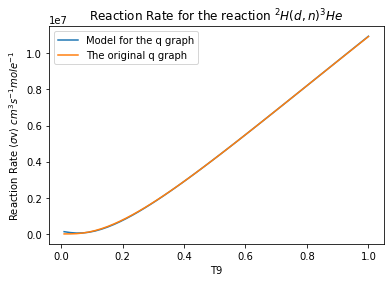 Reaction Rate for the reaction ²H(d, n)³He
1e7
Model for the q graph
The original q graph
Reaction Rate ⟨σv⟩ cm³s⁻¹mole⁻¹
1.0
0.8
0.6
0.4
0.2
0.0
0.0 0.2 0.4 0.6 0.8 1.0
T9